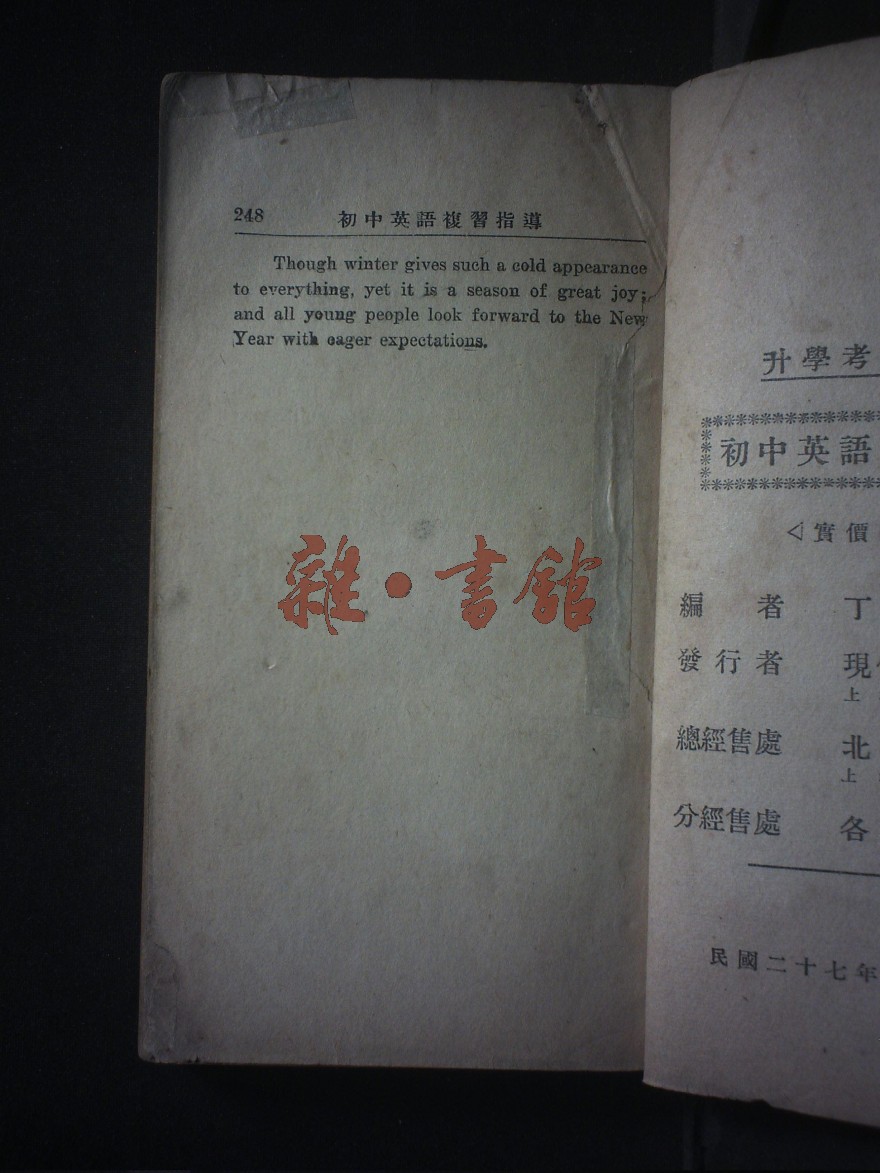 248 初中英語複習指導
Though winter gives such a cold appearance
to everything, yet it is a season of great joy;
and all young people look forward to the New
Year with eager expectations.
雜·書館
升學考
初中英語
◁實價
編者 丁
發行者 現
上
總經售處 北
上
分經售處 各
民國二十七年